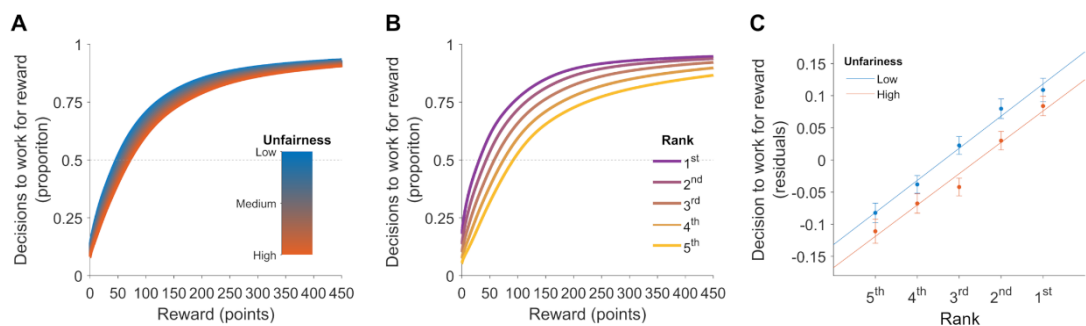 A
Decisions to work for reward
(proporiton)
1
0.75
0.5
0.25
0
Unfairness
Low
Medium
High
0 50 100 150 200 250 300 350 400 450
Reward (points)
B
Decisions to work for reward
(proportion)
1
0.75
0.5
0.25
0
Rank
1st
2nd
3rd
4th
5th
0 50 100 150 200 250 300 350 400 450
Reward (points)
C
Decision to work for reward
(residuals)
0.15
0.1
0.05
0
-0.05
-0.1
-0.15
Unfairness
Low
High
5th 4th 3rd 2nd 1st
Rank